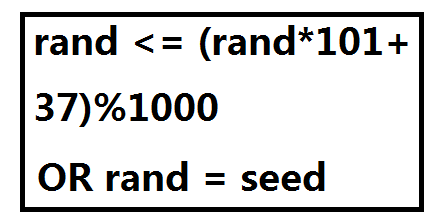 rand <= (rand*101+
37)%1000
OR rand = seed